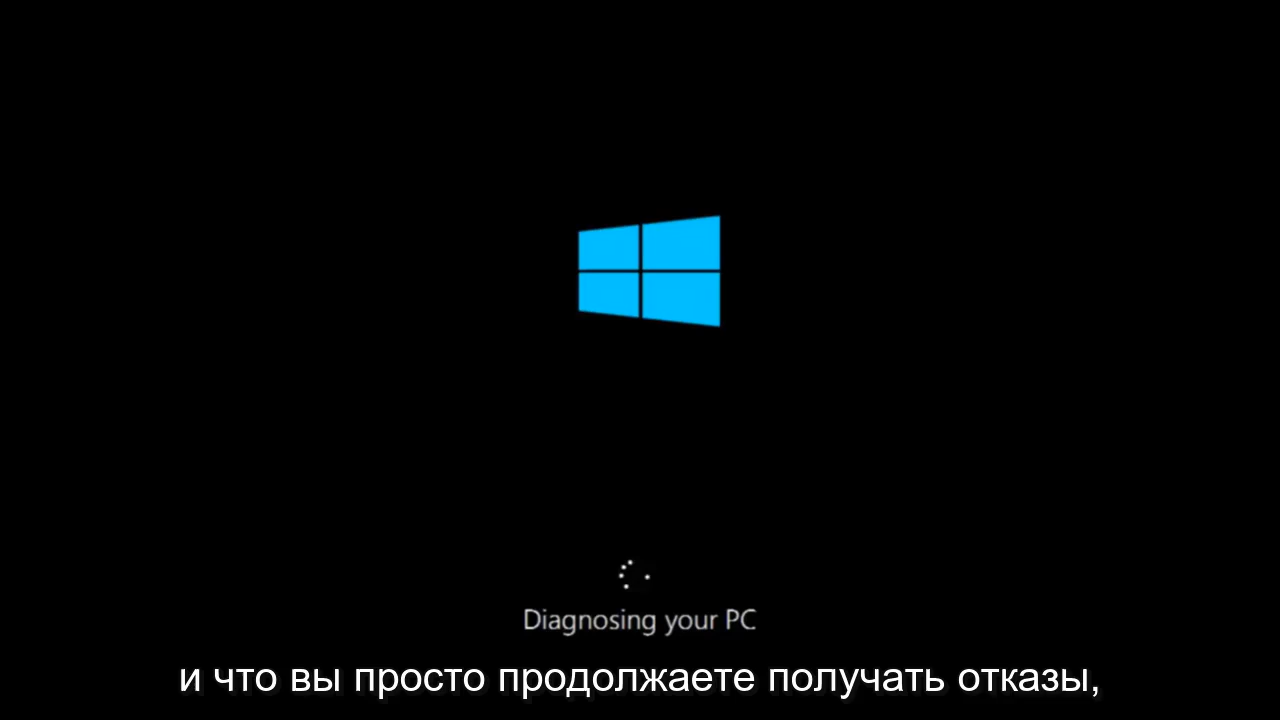 Diagnosing your PC
и что вы просто продолжаете получать отказы,